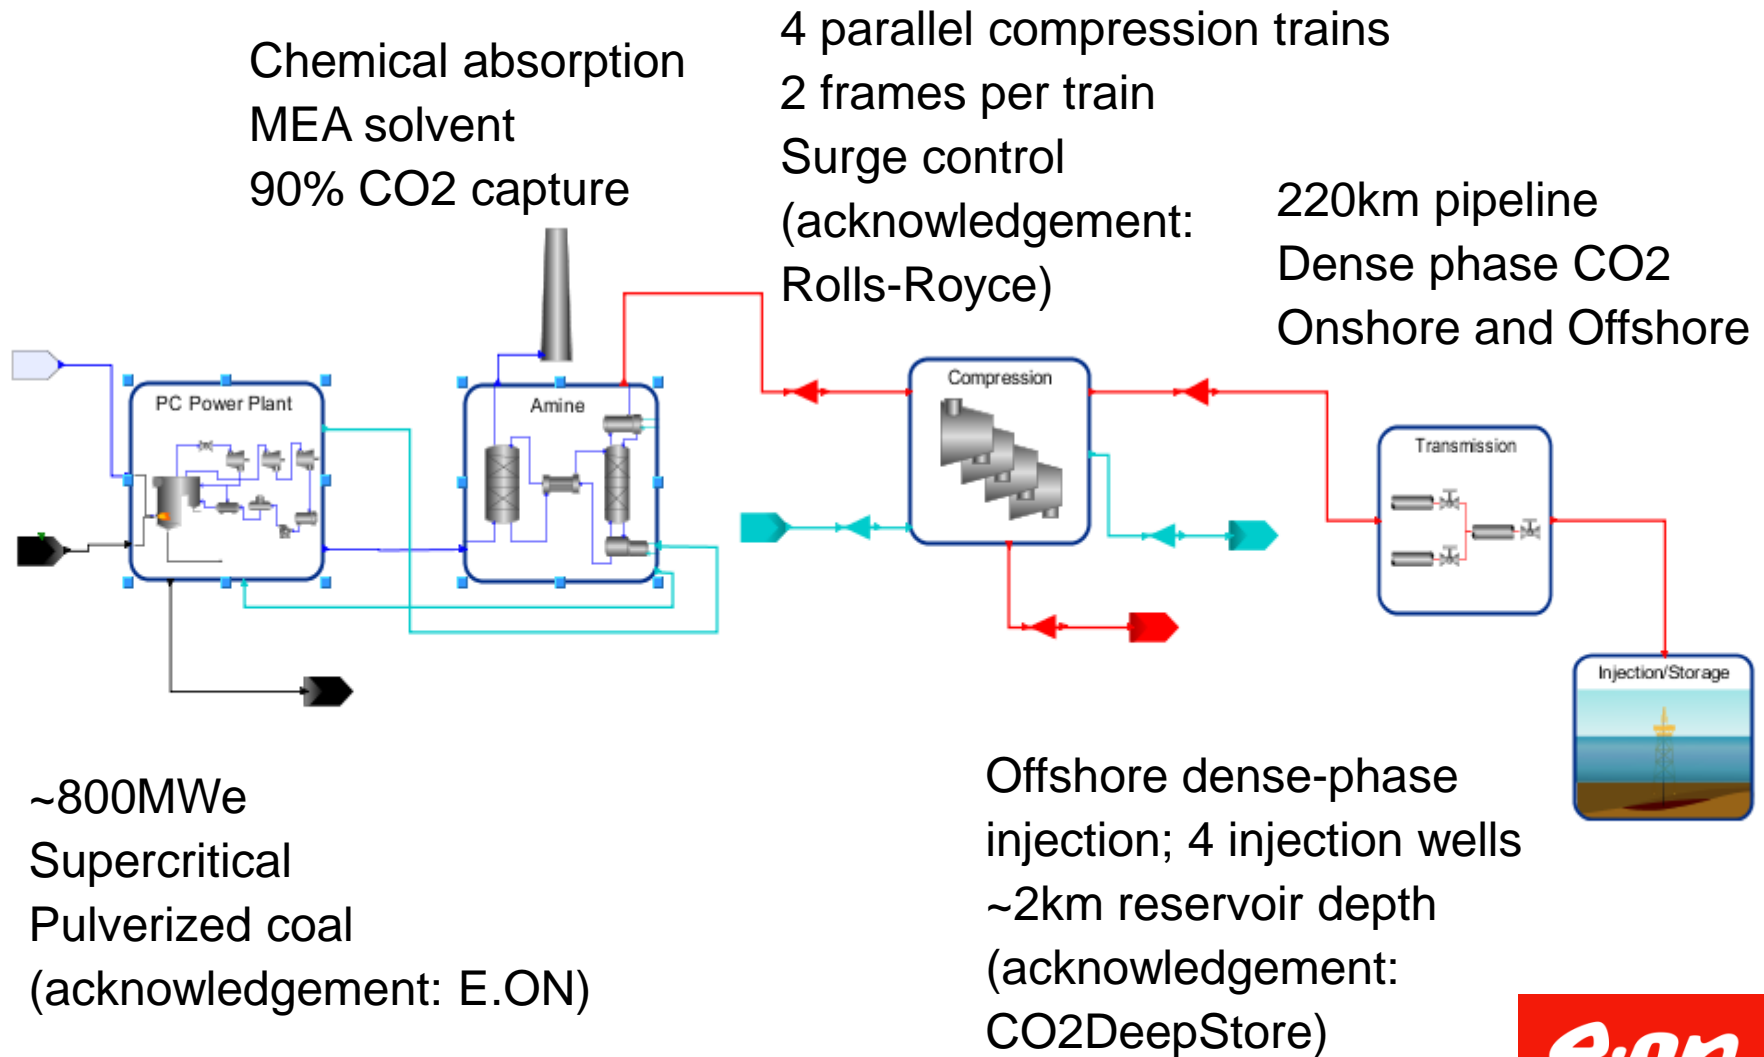 Chemical absorption
MEA solvent
90% CO2 capture
4 parallel compression trains
2 frames per train
Surge control
(acknowledgement:
Rolls-Royce)
220km pipeline
Dense phase CO2
Onshore and Offshore
PC Power Plant
Amine
Compression
Transmission
Injection/Storage
~800MWe
Supercritical
Pulverized coal
(acknowledgement: E.ON)
Offshore dense-phase
injection; 4 injection wells
~2km reservoir depth
(acknowledgement:
CO2DeepStore)
e.on